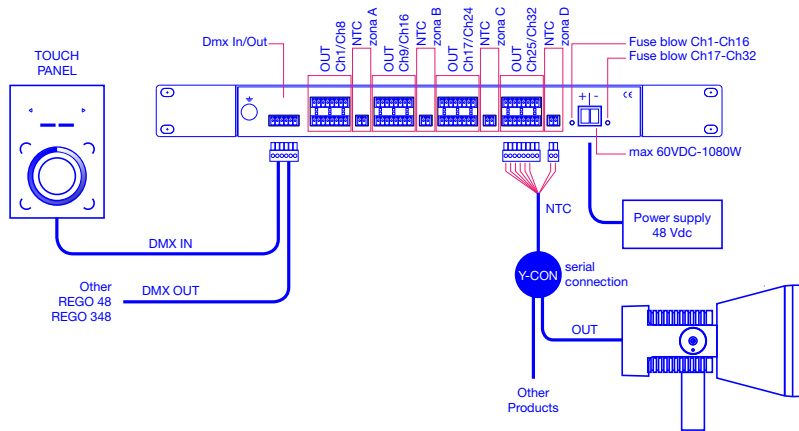 TOUCH
PANEL
Dmx In/Out
OUT
Ch1/Ch8
NTC
zona A
OUT
Ch9/Ch16
NTC
zona B
OUT
Ch17/Ch24
NTC
zona C
OUT
Ch25/Ch32
NTC
zona D
Fuse blow Ch1-Ch16
Fuse blow Ch17-Ch32
+ -
CE
max 60VDC-1080W
NTC
Power supply
48 Vdc
DMX IN
DMX OUT
Other
REGO 48
REGO 348
Y-CON
serial
connection
OUT
Other
Products